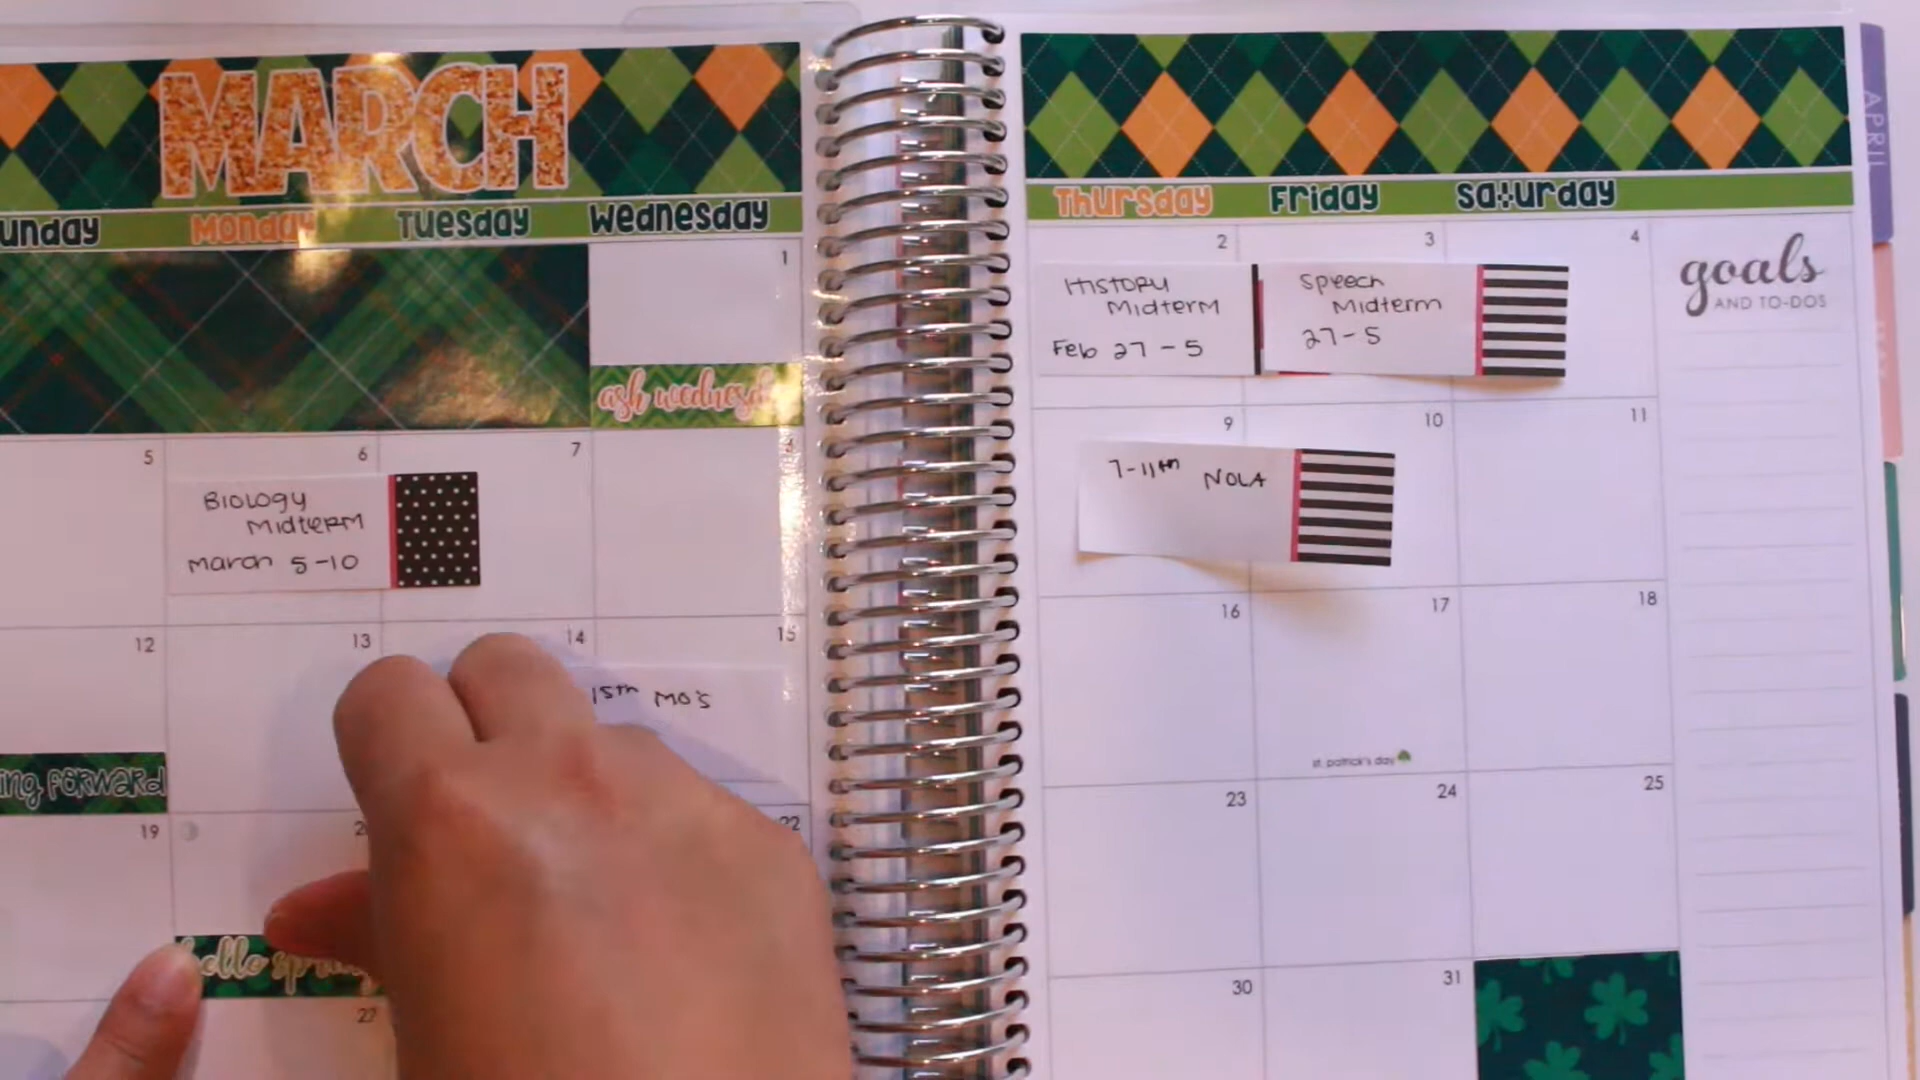 MARCH
APRIL
unday Monday Tuesday Wednesday
Thursday Friday Saturday
1
ash wednesd
2 3 4
History
Midterm
Feb 27 - 5
Speech
Midterm
27 - 5
goals
AND TO-DOS
5 6 7
Biology
Midterm
March 5-10
9 10 11
7-11th NOLA
12 13 14 15
15th MO's
ing forward
16 17 18
st. patrick's day
19 22
hello spring
23 24 25
27
30 31